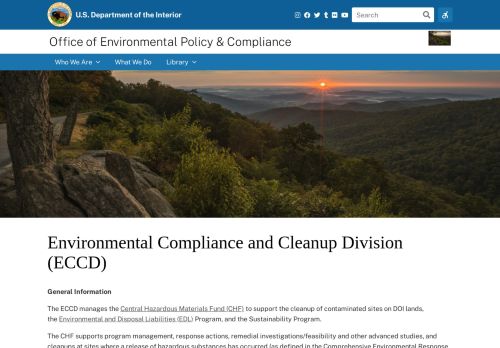 U.S. Department of the Interior
Search
Office of Environmental Policy & Compliance
Who We Are
What We Do
Library
Environmental Compliance and Cleanup Division
(ECCD)
General Information
The ECCD manages the Central Hazardous Materials Fund (CHF) to support the cleanup of contaminated sites on DOI lands,
the Environmental and Disposal Liabilities (EDL) Program, and the Sustainability Program.
The CHF supports program management, response actions, remedial investigations/feasibility and other advanced studies, and
cleanups at sites where a release of hazardous substances has occurred (as defined in the Comprehensive Environmental Response